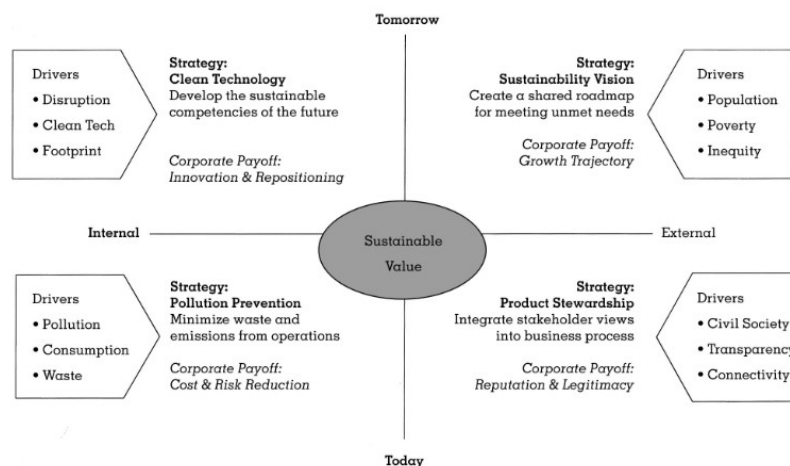 Tomorrow
Drivers
• Disruption
• Clean Tech
• Footprint
Strategy:
Clean Technology
Develop the sustainable
competencies of the future
Corporate Payoff:
Innovation & Repositioning
Strategy:
Sustainability Vision
Create a shared roadmap
for meeting unmet needs
Corporate Payoff:
Growth Trajectory
Drivers
• Population
• Poverty
• Inequity
Internal
Sustainable
Value
External
Drivers
• Pollution
• Consumption
• Waste
Strategy:
Pollution Prevention
Minimize waste and
emissions from operations
Corporate Payoff:
Cost & Risk Reduction
Strategy:
Product Stewardship
Integrate stakeholder views
into business process
Corporate Payoff:
Reputation & Legitimacy
Drivers
• Civil Society
• Transparency
• Connectivity
Today